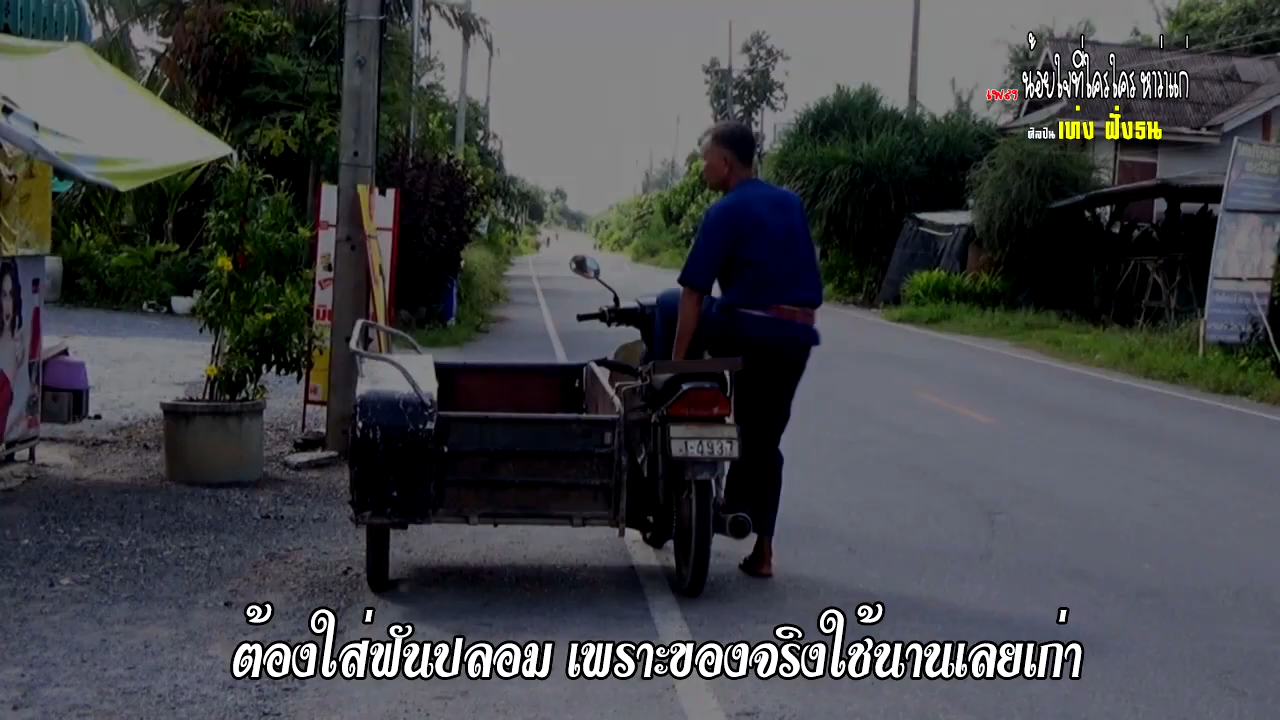 เพลง น้อยใจที่ใครใคร หาว่าแก่
ศิลปิน เท่ง ฝั่งธน
-4937
ต้องใส่ฟันปลอม เพราะของจริงใช้นานเลยเก่า